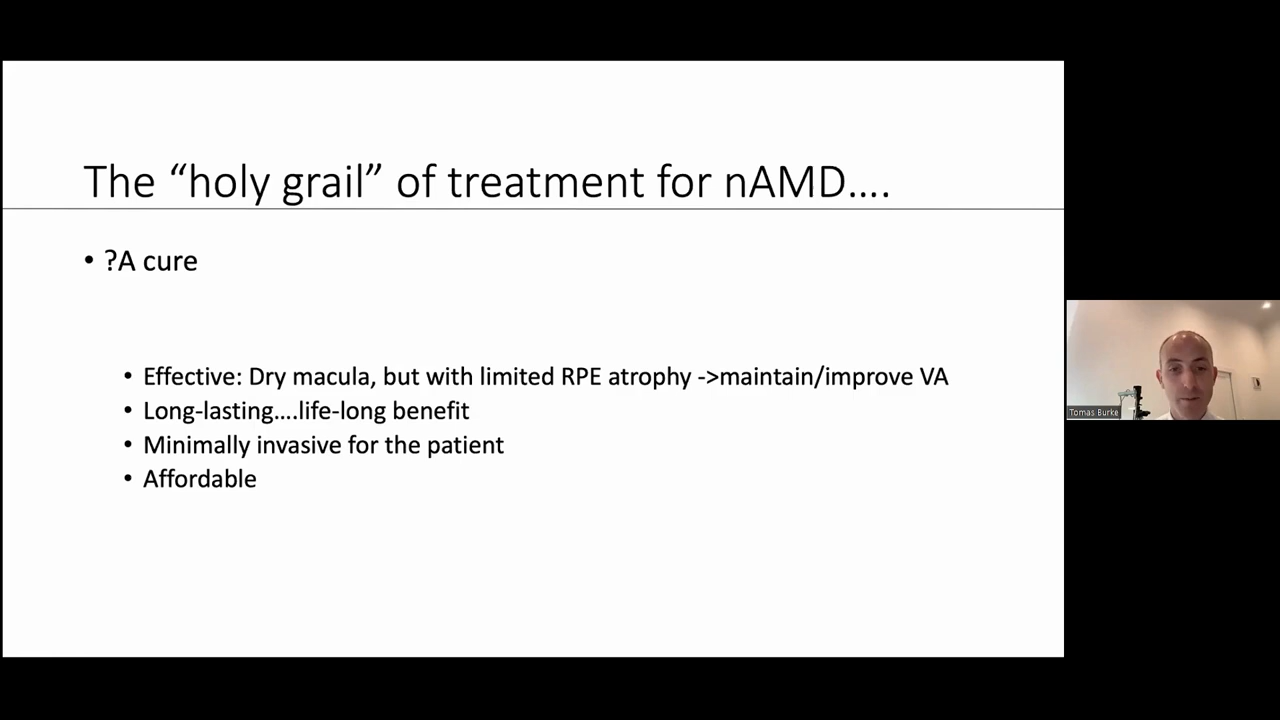 The “holy grail” of treatment for nAMD....
• ?A cure
• Effective: Dry macula, but with limited RPE atrophy ->maintain/improve VA
• Long-lasting....life-long benefit
• Minimally invasive for the patient
• Affordable
Tomas Burke